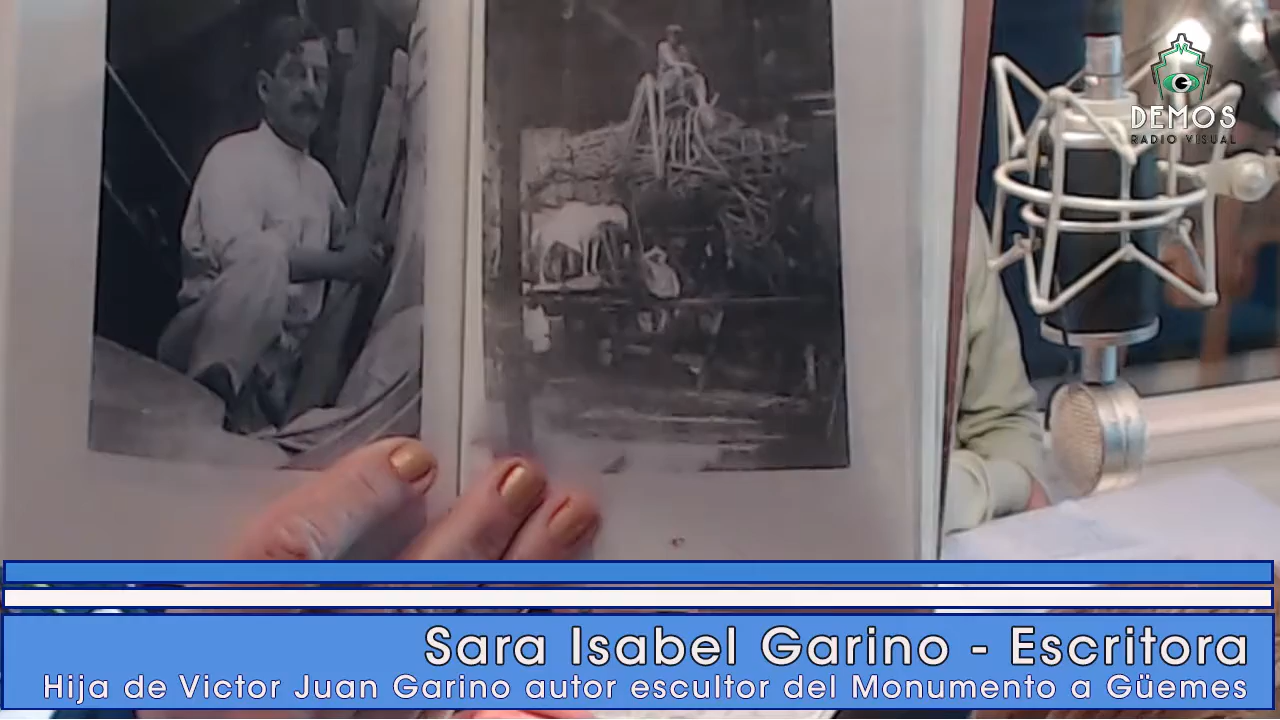 DEMOS
RADIO VISUAL
Sara Isabel Garino - Escritora
Hija de Victor Juan Garino autor escultor del Monumento a Güemes